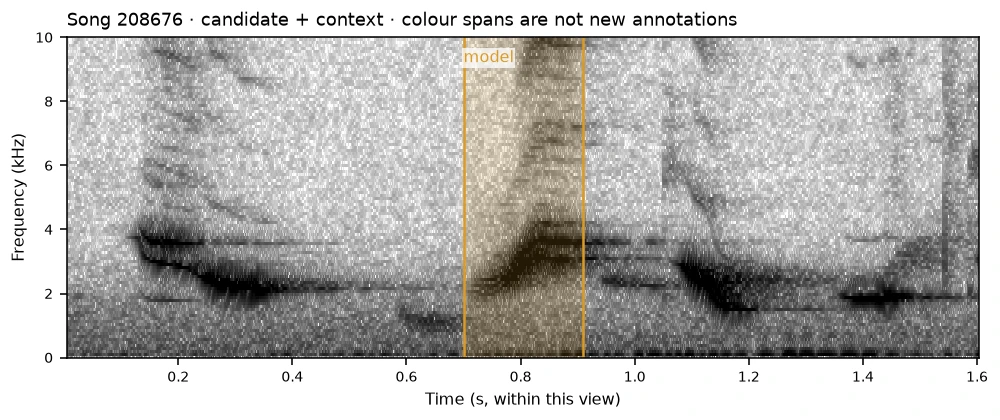 Song 208676 · candidate + context · colour spans are not new annotations
10
model
8
6
4
2
0
Frequency (kHz)
0.2 0.4 0.6 0.8 1.0 1.2 1.4 1.6
Time (s, within this view)